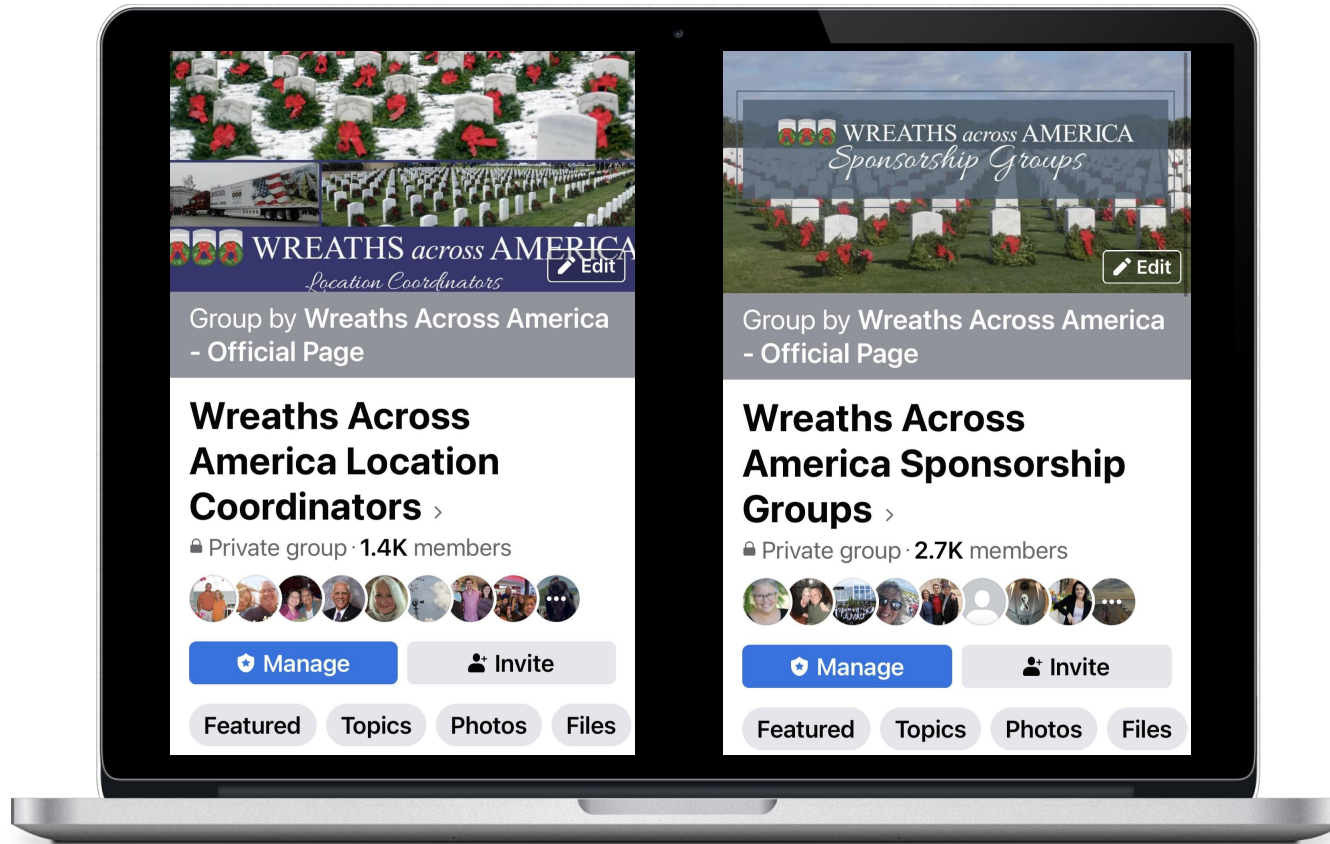 WREATHS across AMERICA
Location Coordinators
Edit
Group by Wreaths Across America
- Official Page
Wreaths Across
America Location
Coordinators
Private group · 1.4K members
Manage
Invite
Featured
Topics
Photos
Files
WREATHS across AMERICA
Sponsorship Groups
Edit
Group by Wreaths Across America
- Official Page
Wreaths Across
America Sponsorship
Groups
Private group · 2.7K members
Manage
Invite
Featured
Topics
Photos
Files